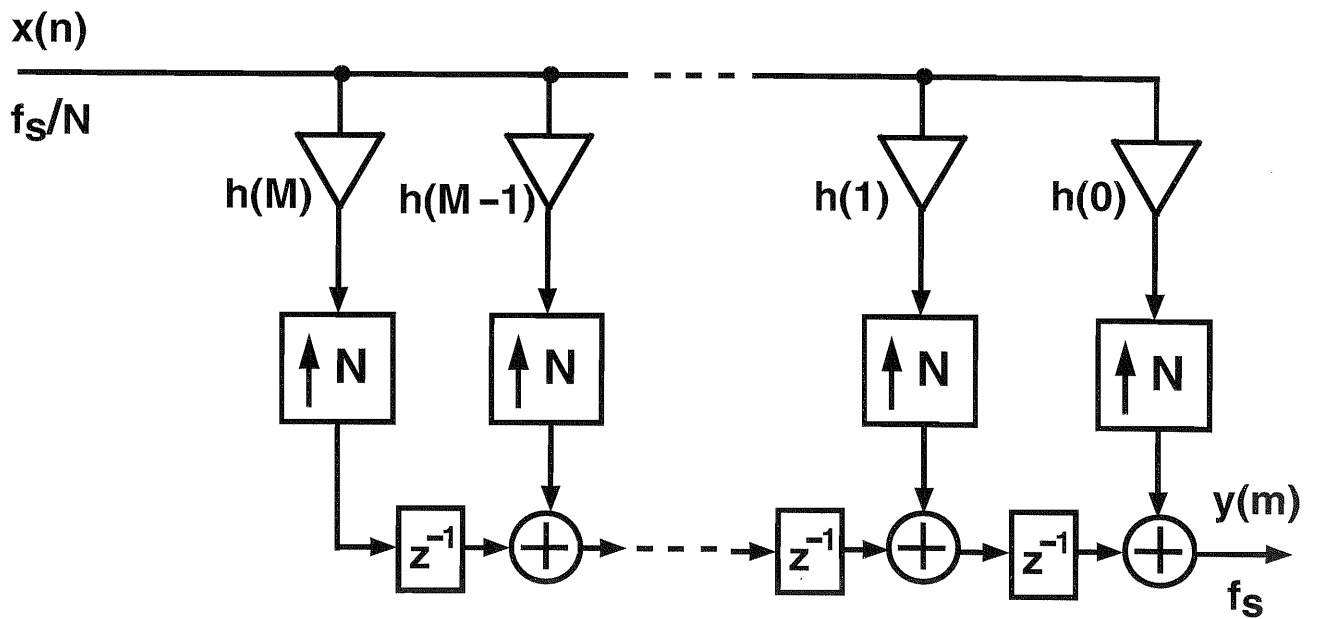 x(n)
fs/N
h(M) h(M-1) h(1) h(0)
↑ N ↑ N ↑ N ↑ N
y(m)
z⁻¹ + z⁻¹ + z⁻¹ +
fs